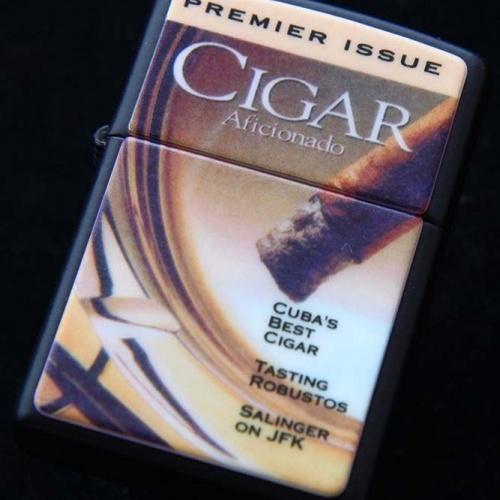 PREMIER ISSUE
CIGAR
Aficionado
CUBA'S
BEST
CIGAR
TASTING
ROBUSTOS
SALINGER
ON JFK